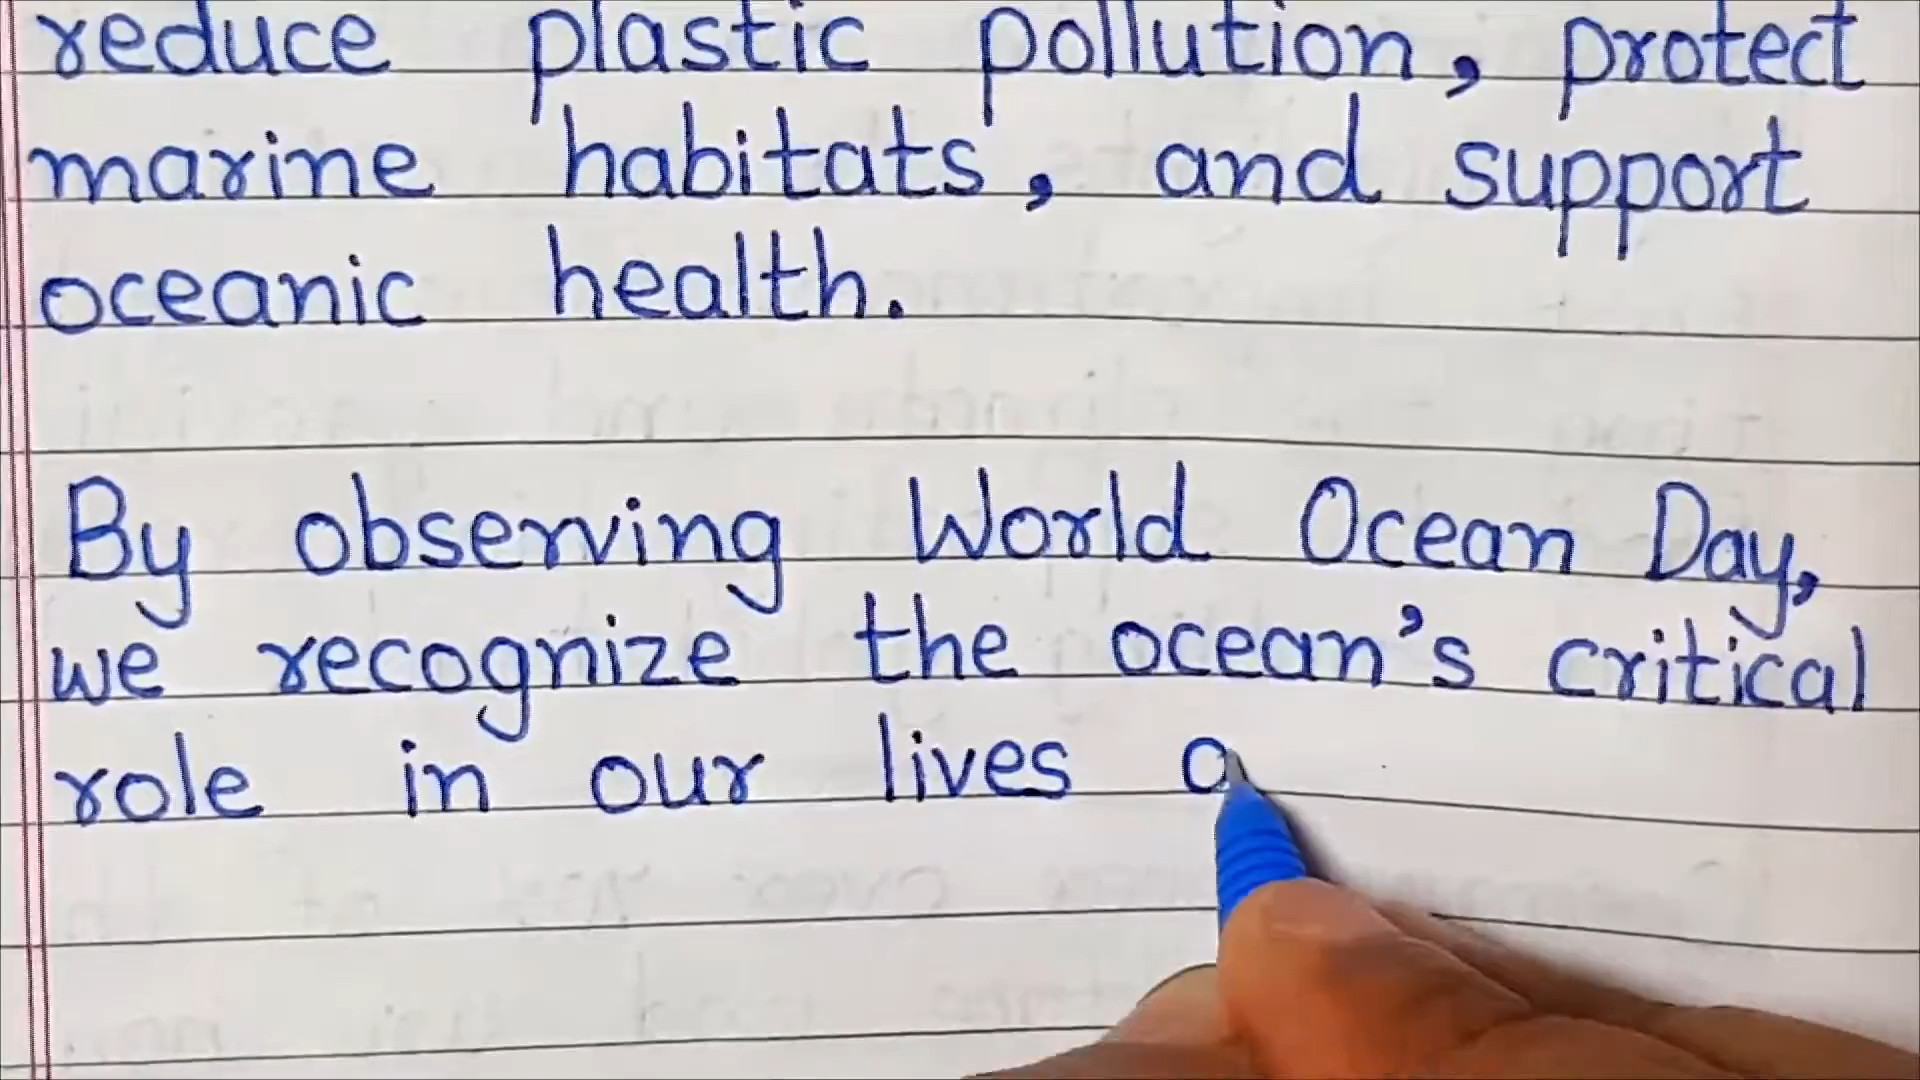 reduce plastic pollution, protect
marine habitats, and support
oceanic health.
By observing World Ocean Day,
we recognize the ocean's critical
role in our lives